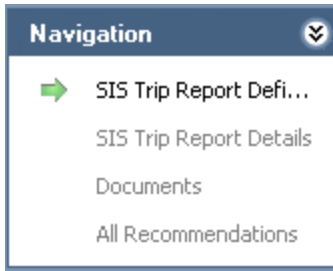 Navigation
SIS Trip Report Defi...
SIS Trip Report Details
Documents
All Recommendations